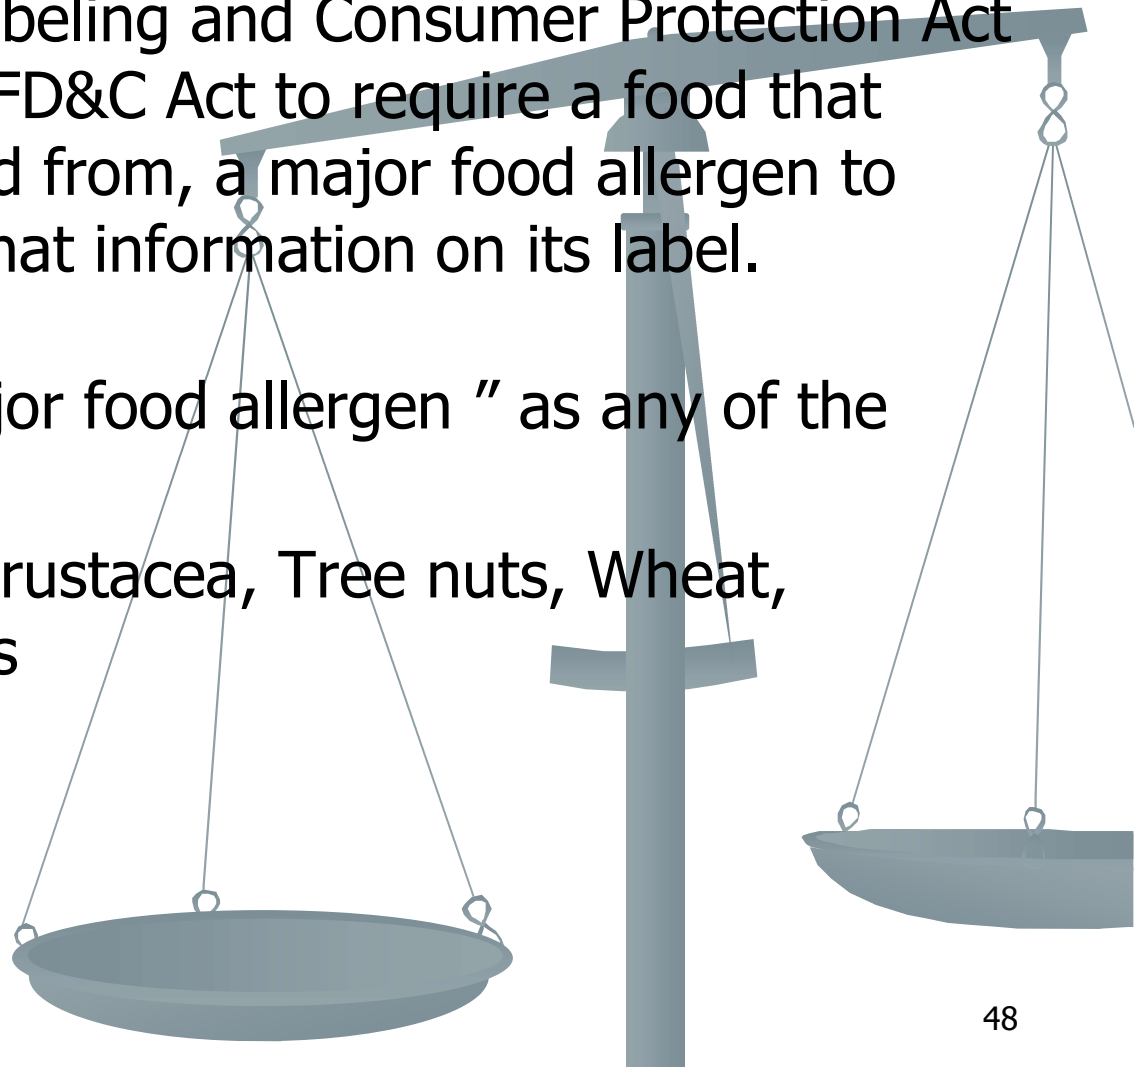 beling and Consumer Protection Act
FD&C Act to require a food that
d from, a major food allergen to
hat information on its label.
jor food allergen ” as any of the
rustacea, Tree nuts, Wheat,
s
48